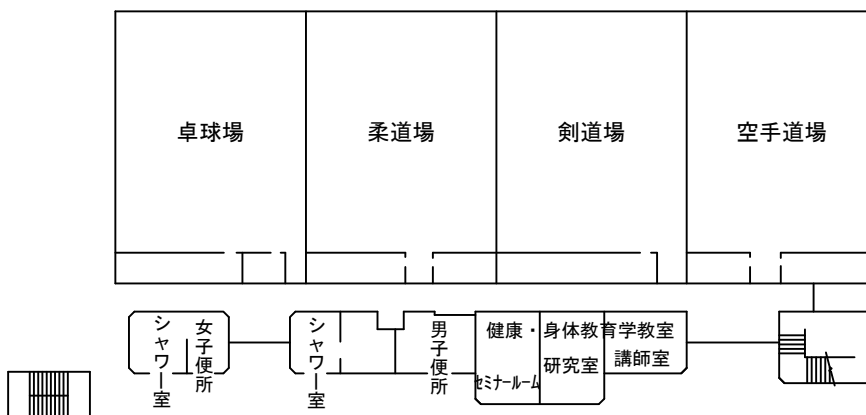 卓球場
柔道場
剣道場
空手道場
シャワー室
女子便所
シャワー室
男子便所
健康・身体教育学教室
セミナールーム
研究室
講師室